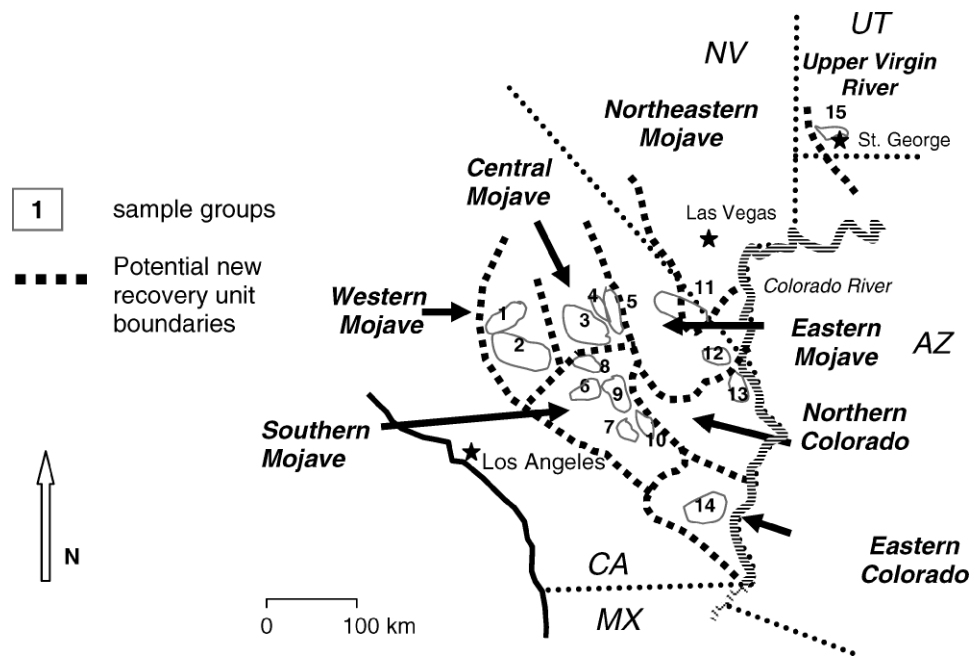 UT
NV
Upper Virgin
River
15
St. George
Northeastern
Mojave
Central
Mojave
Las Vegas
1
sample groups
Potential new
recovery unit
boundaries
Western
Mojave
Colorado River
Eastern
Mojave
AZ
1
2
3
4
5
6
7
8
9
10
11
12
13
14
Northern
Colorado
Southern
Mojave
Los Angeles
Eastern
Colorado
N
CA
MX
0
100 km